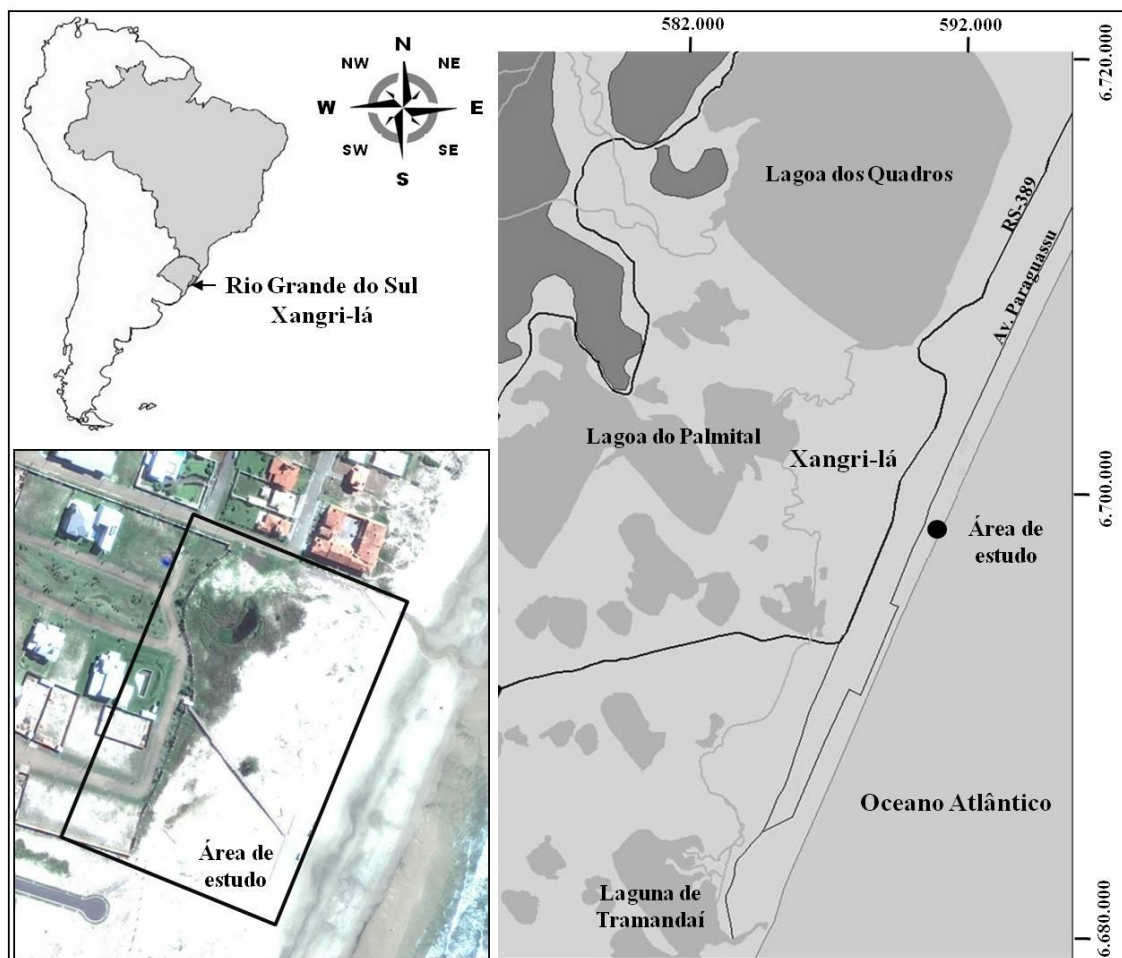 N
NW
NE
W
E
SW
SE
S
Rio Grande do Sul
Xangri-lá
Área de
estudo
582.000
592.000
6.720.000
Lagoa dos Quadros
RS-389
Av. Paraguassu
Lagoa do Palmital
Xangri-lá
6.700.000
Área de
estudo
Oceano Atlântico
Laguna de
Tramandaí
6.680.000